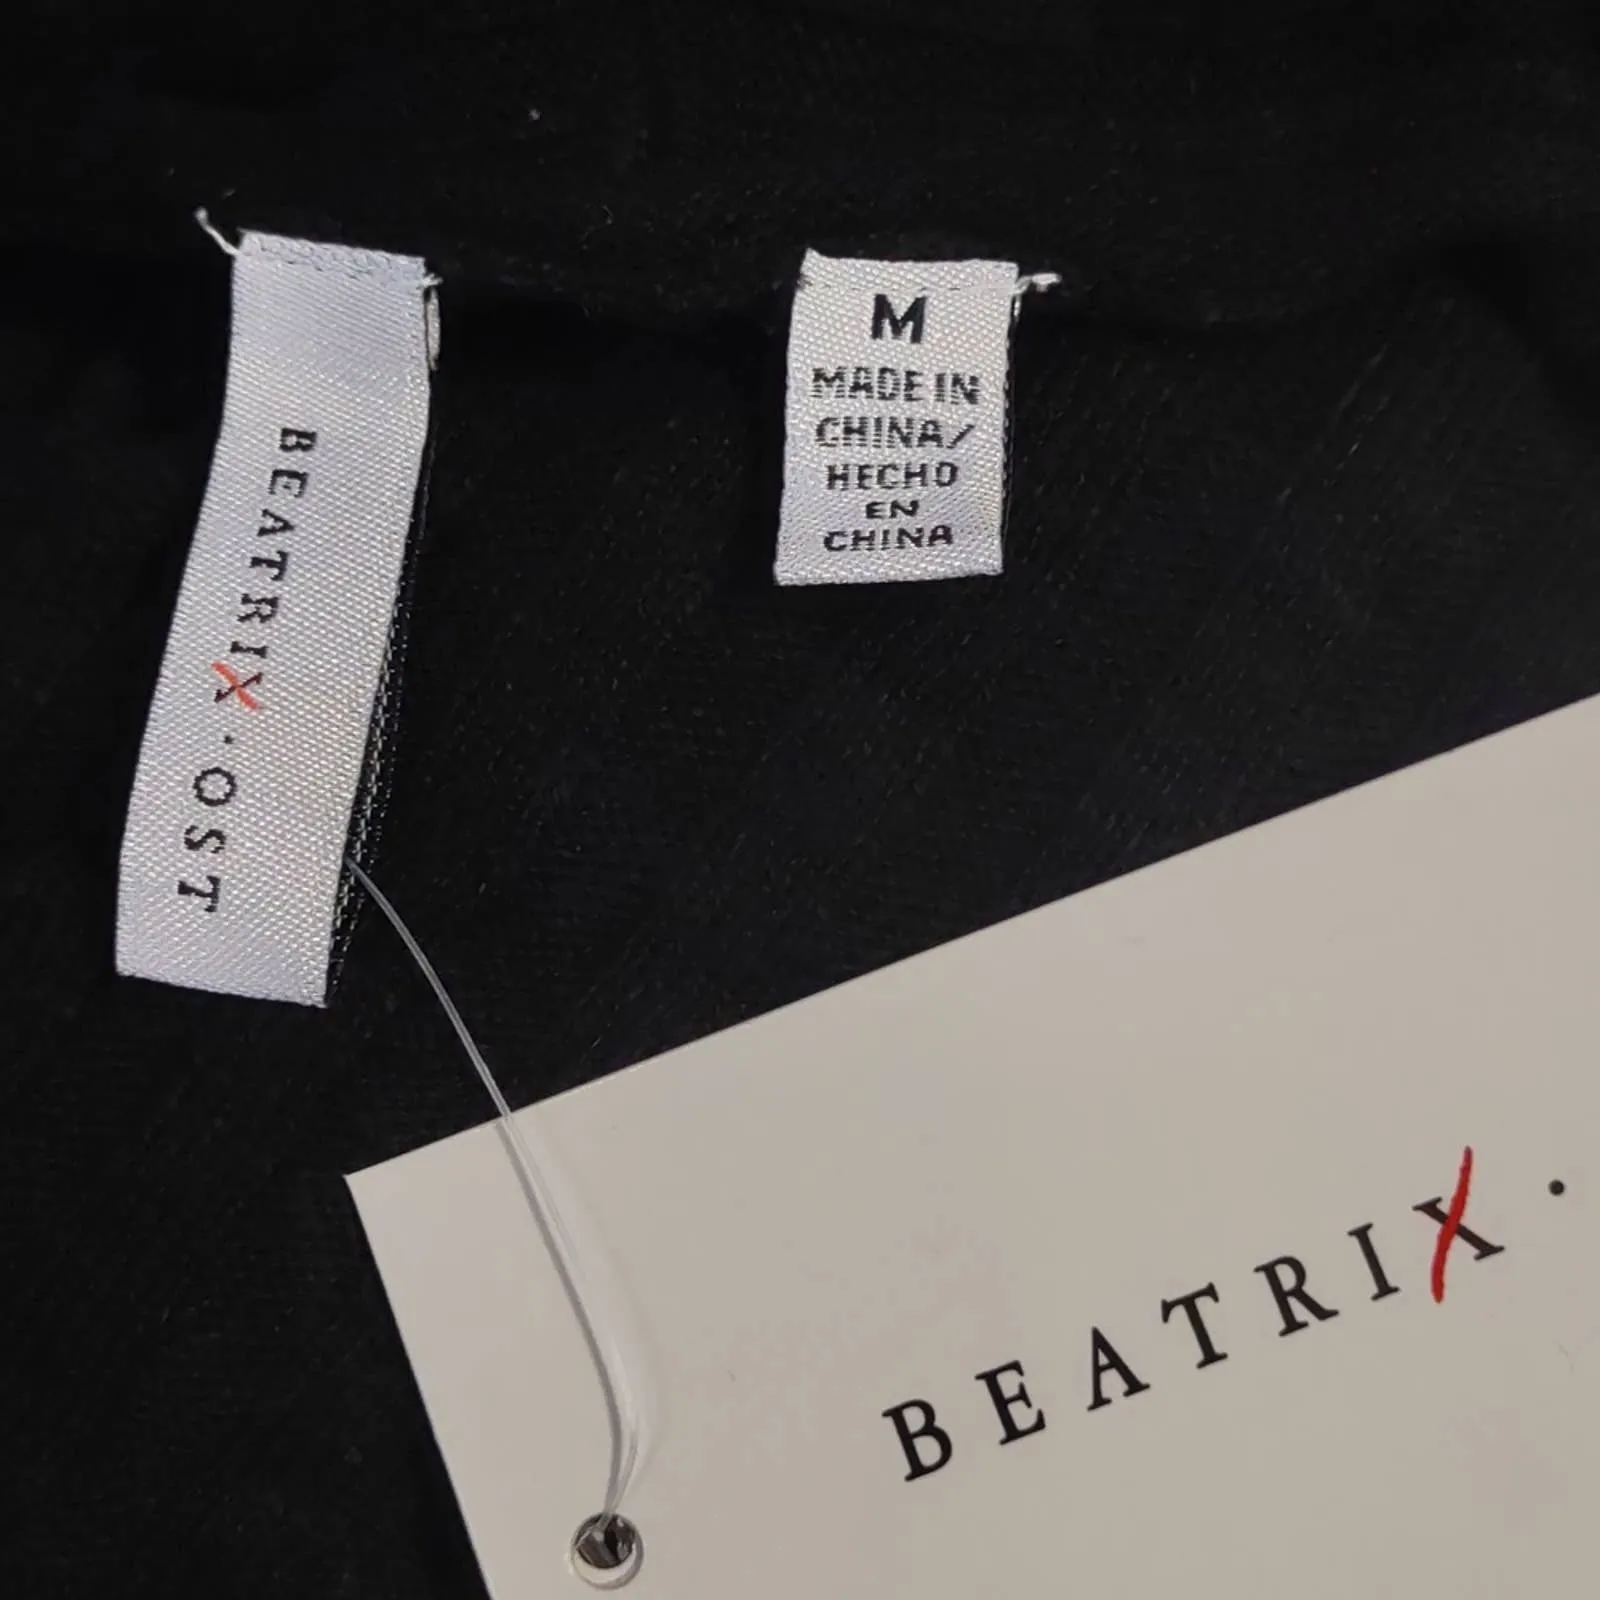 BEATRIX · OST
M
MADE IN
CHINA/
HECHO
EN
CHINA
BEATRIX ·